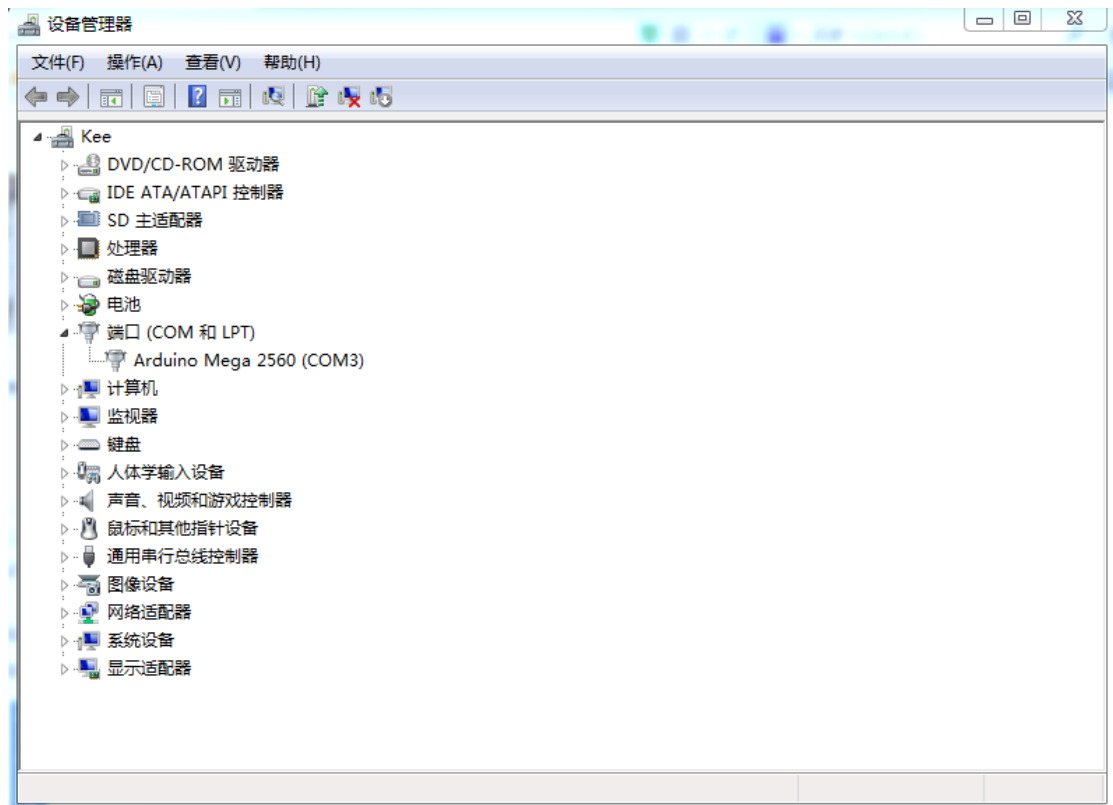 设备管理器
文件(F) 操作(A) 查看(V) 帮助(H)
Kee
DVD/CD-ROM 驱动器
IDE ATA/ATAPI 控制器
SD 主适配器
处理器
磁盘驱动器
电池
端口 (COM 和 LPT)
Arduino Mega 2560 (COM3)
计算机
监视器
键盘
人体学输入设备
声音、视频和游戏控制器
鼠标和其他指针设备
通用串行总线控制器
图像设备
网络适配器
系统设备
显示适配器